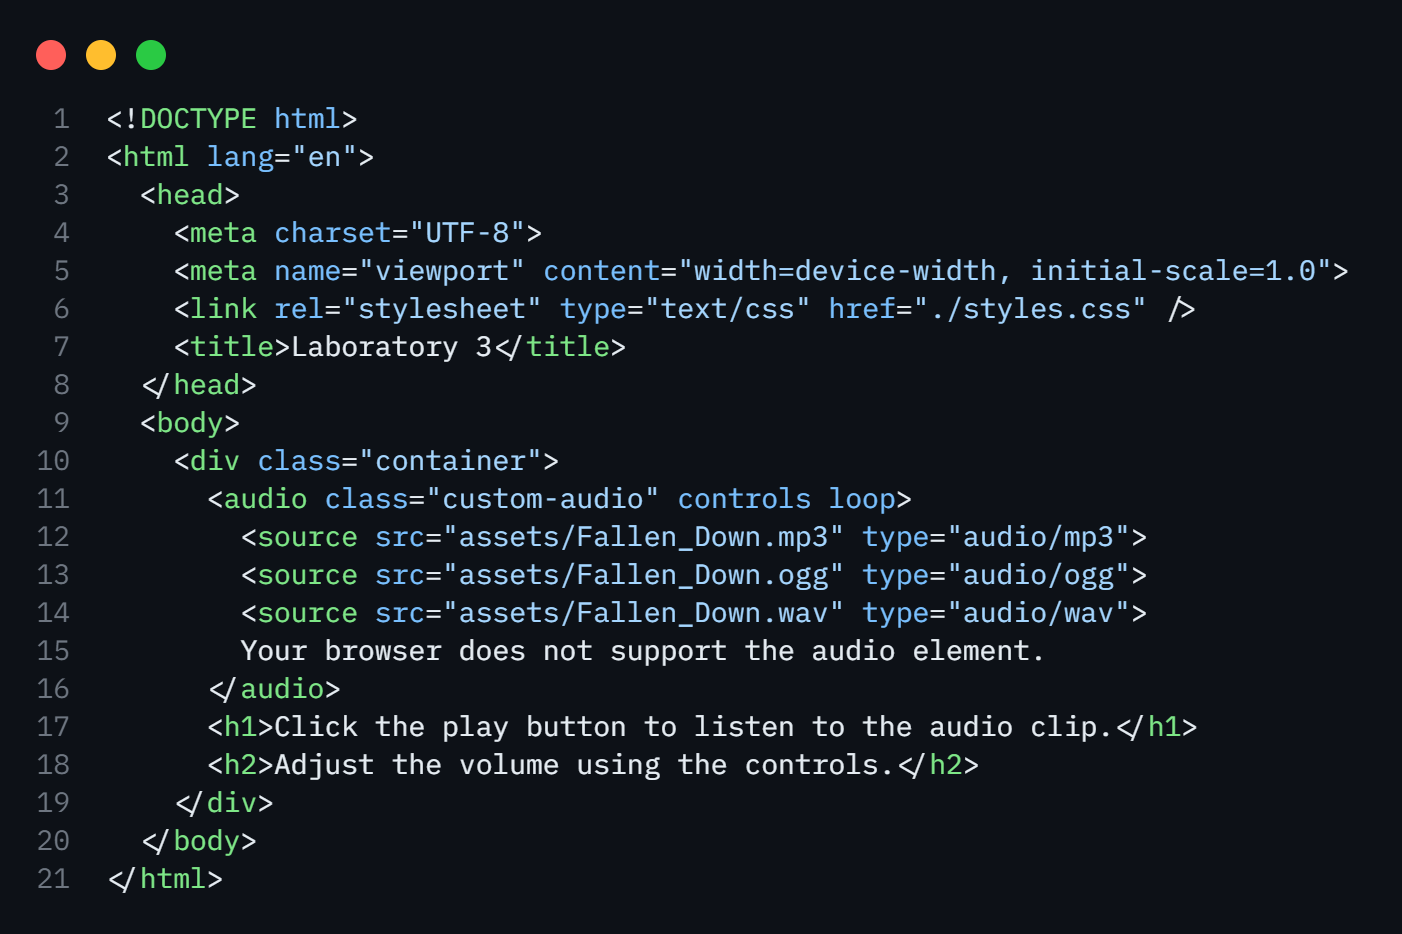 1 <!DOCTYPE html>
2 <html lang="en">
3   <head>
4     <meta charset="UTF-8">
5     <meta name="viewport" content="width=device-width, initial-scale=1.0">
6     <link rel="stylesheet" type="text/css" href="./styles.css" />
7     <title>Laboratory 3</title>
8   </head>
9   <body>
10     <div class="container">
11       <audio class="custom-audio" controls loop>
12         <source src="assets/Fallen_Down.mp3" type="audio/mp3">
13         <source src="assets/Fallen_Down.ogg" type="audio/ogg">
14         <source src="assets/Fallen_Down.wav" type="audio/wav">
15         Your browser does not support the audio element.
16       </audio>
17       <h1>Click the play button to listen to the audio clip.</h1>
18       <h2>Adjust the volume using the controls.</h2>
19     </div>
20   </body>
21 </html>